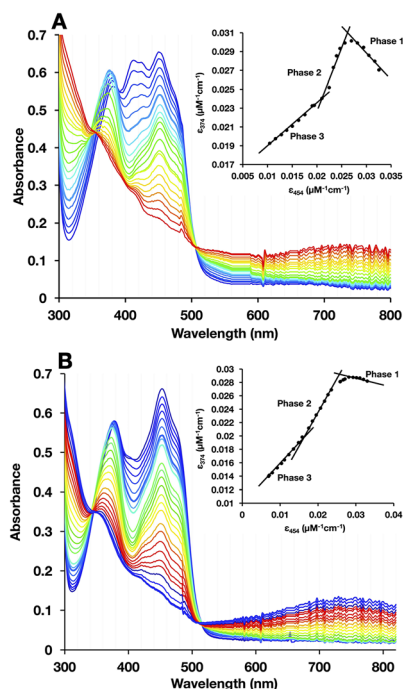 A
0.7
0.6
0.5
0.4
0.3
0.2
0.1
0
300 400 500 600 700 800
Wavelength (nm)
Absorbance
0.031
0.029
0.027
0.025
0.023
0.021
0.019
0.017
0.005 0.015 0.025 0.035
ε454 (µM-1cm-1)
ε374 (µM-1cm-1)
Phase 1
Phase 2
Phase 3
B
0.7
0.6
0.5
0.4
0.3
0.2
0.1
0
300 400 500 600 700 800
Wavelength (nm)
Absorbance
0.03
0.028
0.026
0.024
0.022
0.02
0.018
0.016
0.014
0.012
0.01
0 0.01 0.02 0.03 0.04
ε454 (µM-1cm-1)
ε374 (µM-1cm-1)
Phase 1
Phase 2
Phase 3